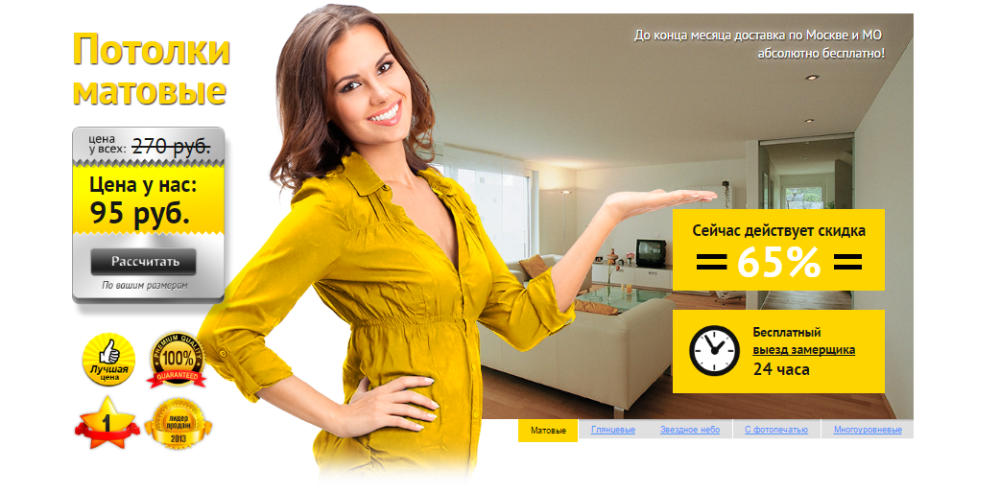 Потолки
матовые
До конца месяца доставка по Москве и МО
абсолютно бесплатно!
цена
у всех: 270 руб.
Цена у нас:
95 руб.
Рассчитать
По вашим размерам
Сейчас действует скидка
= 65% =
Бесплатный
выезд замерщика
24 часа
Лучшая
цена
PREMIUM QUALITY
100%
GUARANTEED
1
лидер
продаж
2013
Матовые
Глянцевые
Звездное небо
С фотопечатью
Многоуровневые